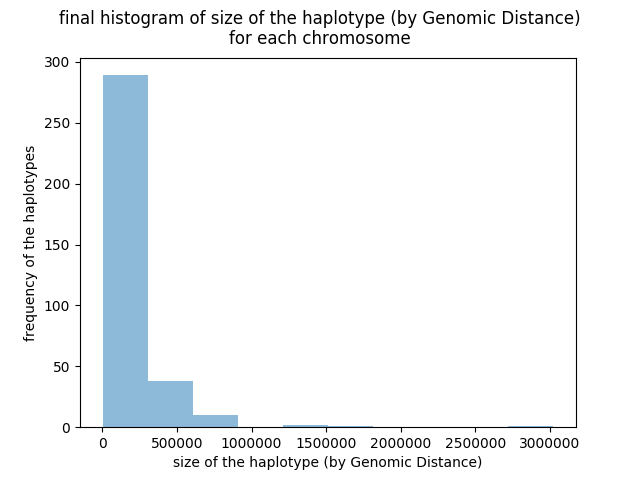 final histogram of size of the haplotype (by Genomic Distance)
for each chromosome
300
250
200
150
100
50
0
frequency of the haplotypes
0 500000 1000000 1500000 2000000 2500000 3000000
size of the haplotype (by Genomic Distance)